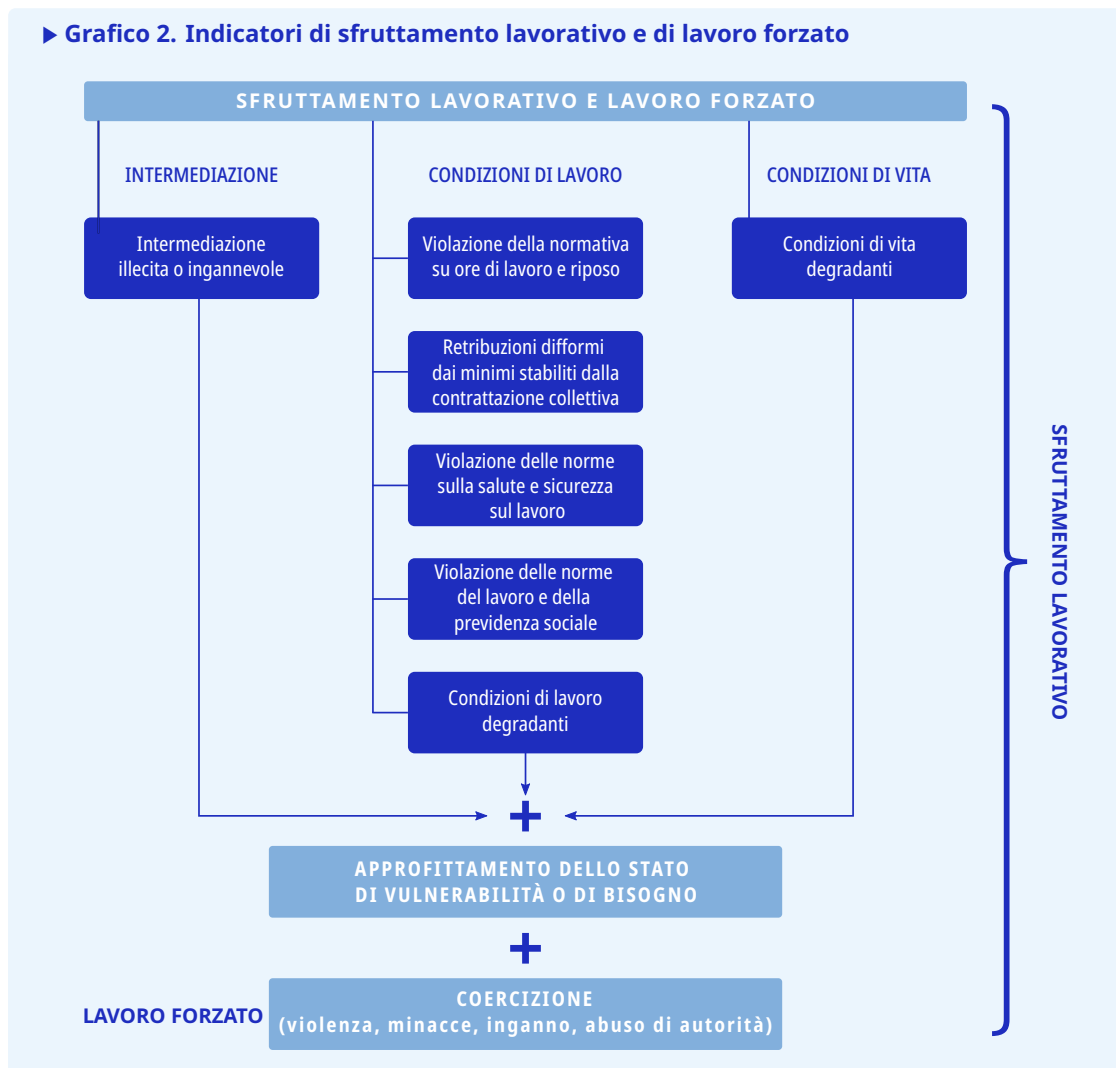 ▶ Grafico 2. Indicatori di sfruttamento lavorativo e di lavoro forzato
SFRUTTAMENTO LAVORATIVO E LAVORO FORZATO
INTERMEDIAZIONE
Intermediazione
illecita o ingannevole
CONDIZIONI DI LAVORO
Violazione della normativa
su ore di lavoro e riposo
Retribuzioni difformi
dai minimi stabiliti dalla
contrattazione collettiva
Violazione delle norme
sulla salute e sicurezza
sul lavoro
Violazione delle norme
del lavoro e della
previdenza sociale
Condizioni di lavoro
degradanti
CONDIZIONI DI VITA
Condizioni di vita
degradanti
+
APPROFITTAMENTO DELLO STATO
DI VULNERABILITÀ O DI BISOGNO
+
LAVORO FORZATO
COERCIZIONE
(violenza, minacce, inganno, abuso di autorità)
SFRUTTAMENTO LAVORATIVO